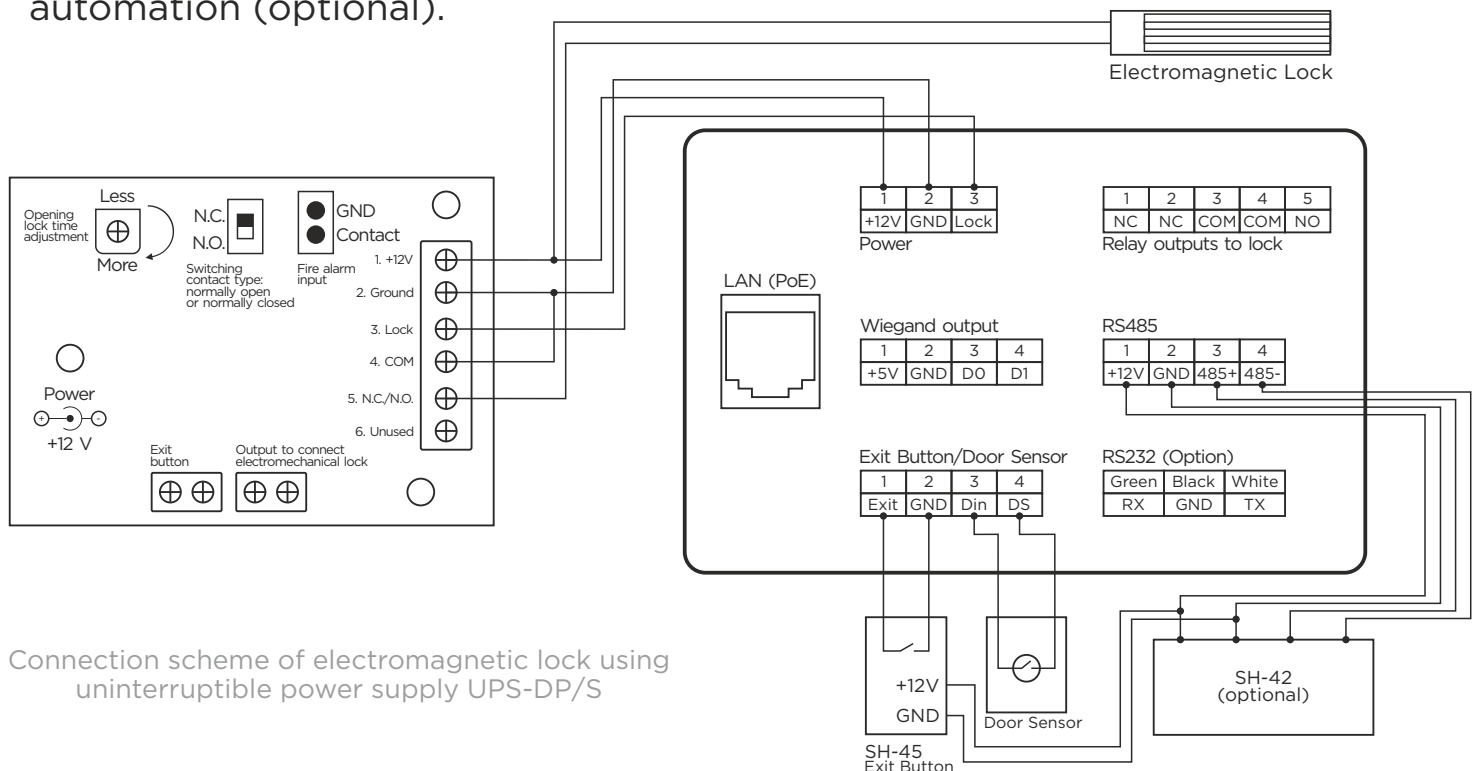 automation (optional).
Electromagnetic Lock
Less
Opening
lock time
adjustment
More
N.C.
N.O.
Switching
contact type:
normally open
or normally closed
GND
Contact
Fire alarm
input
1. +12V
2. Ground
3. Lock
4. COM
5. N.C./N.O.
6. Unused
Power
+ -
+12 V
Exit
button
Output to connect
electromechanical lock
1 2 3
+12V GND Lock
Power
1 2 3 4 5
NC NC COM COM NO
Relay outputs to lock
LAN (PoE)
Wiegand output
1 2 3 4
+5V GND D0 D1
RS485
1 2 3 4
+12V GND 485+ 485-
Exit Button/Door Sensor
1 2 3 4
Exit GND Din DS
RS232 (Option)
Green Black White
RX GND TX
+12V
GND
SH-45
Exit Button
Door Sensor
SH-42
(optional)
Connection scheme of electromagnetic lock using
uninterruptible power supply UPS-DP/S